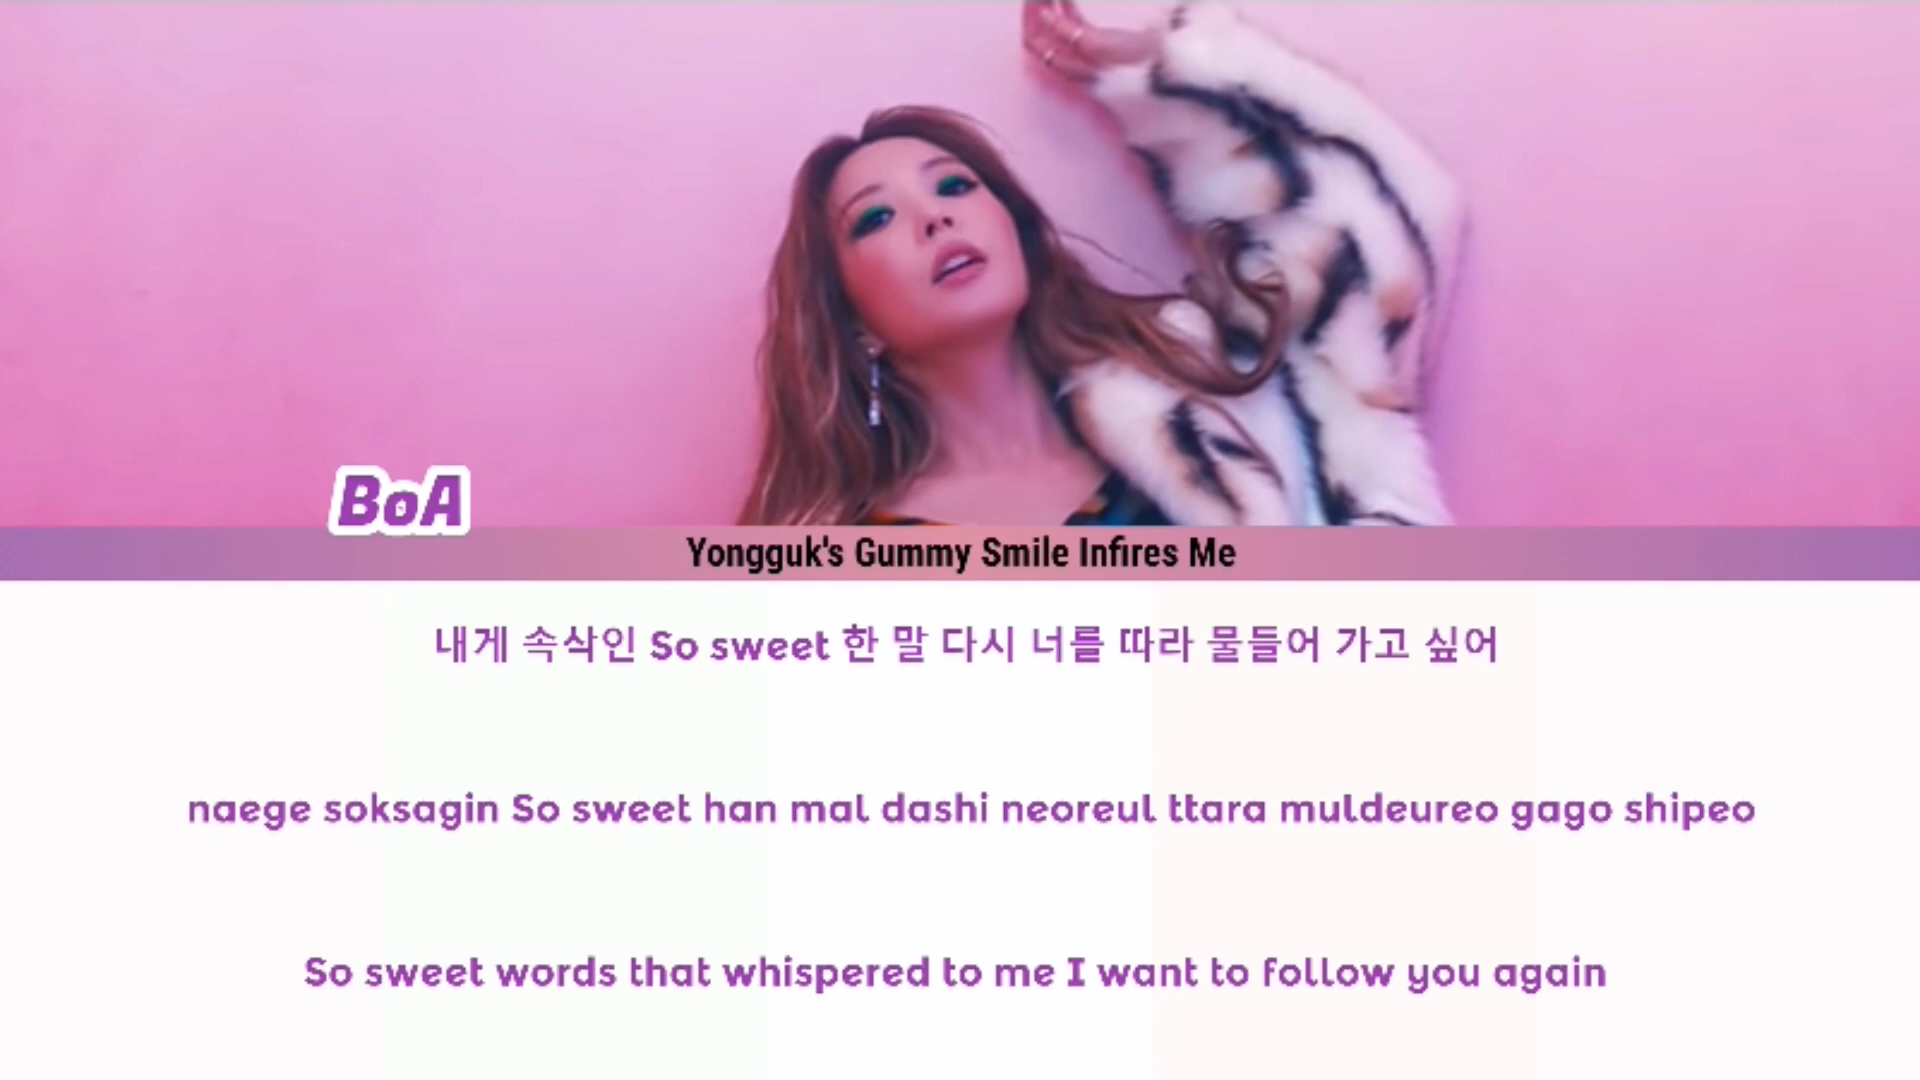 BoA
Yongguk's Gummy Smile Infires Me
내게 속삭인 So sweet 한 말 다시 너를 따라 물들어 가고 싶어
naege soksagin So sweet han mal dashi neoreul ttara muldeureo gago shipeo
So sweet words that whispered to me I want to follow you again